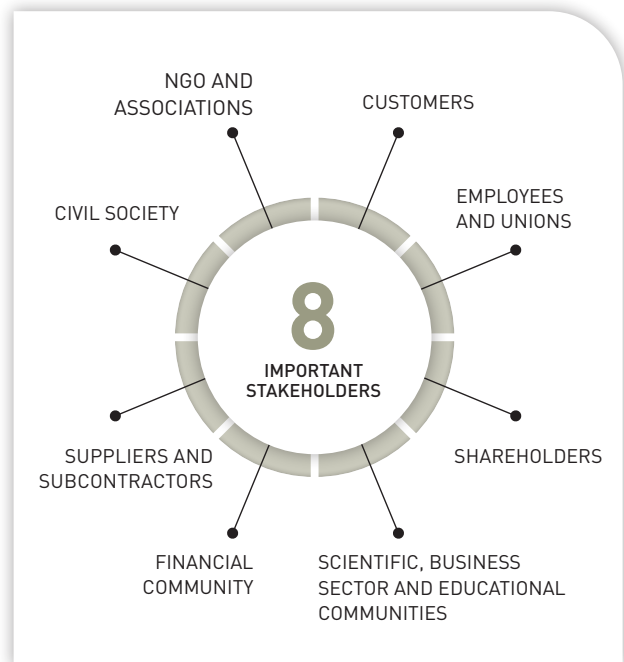 NGO AND
ASSOCIATIONS
CUSTOMERS
EMPLOYEES
AND UNIONS
CIVIL SOCIETY
8
IMPORTANT
STAKEHOLDERS
SHAREHOLDERS
SUPPLIERS AND
SUBCONTRACTORS
FINANCIAL
COMMUNITY
SCIENTIFIC, BUSINESS
SECTOR AND EDUCATIONAL
COMMUNITIES